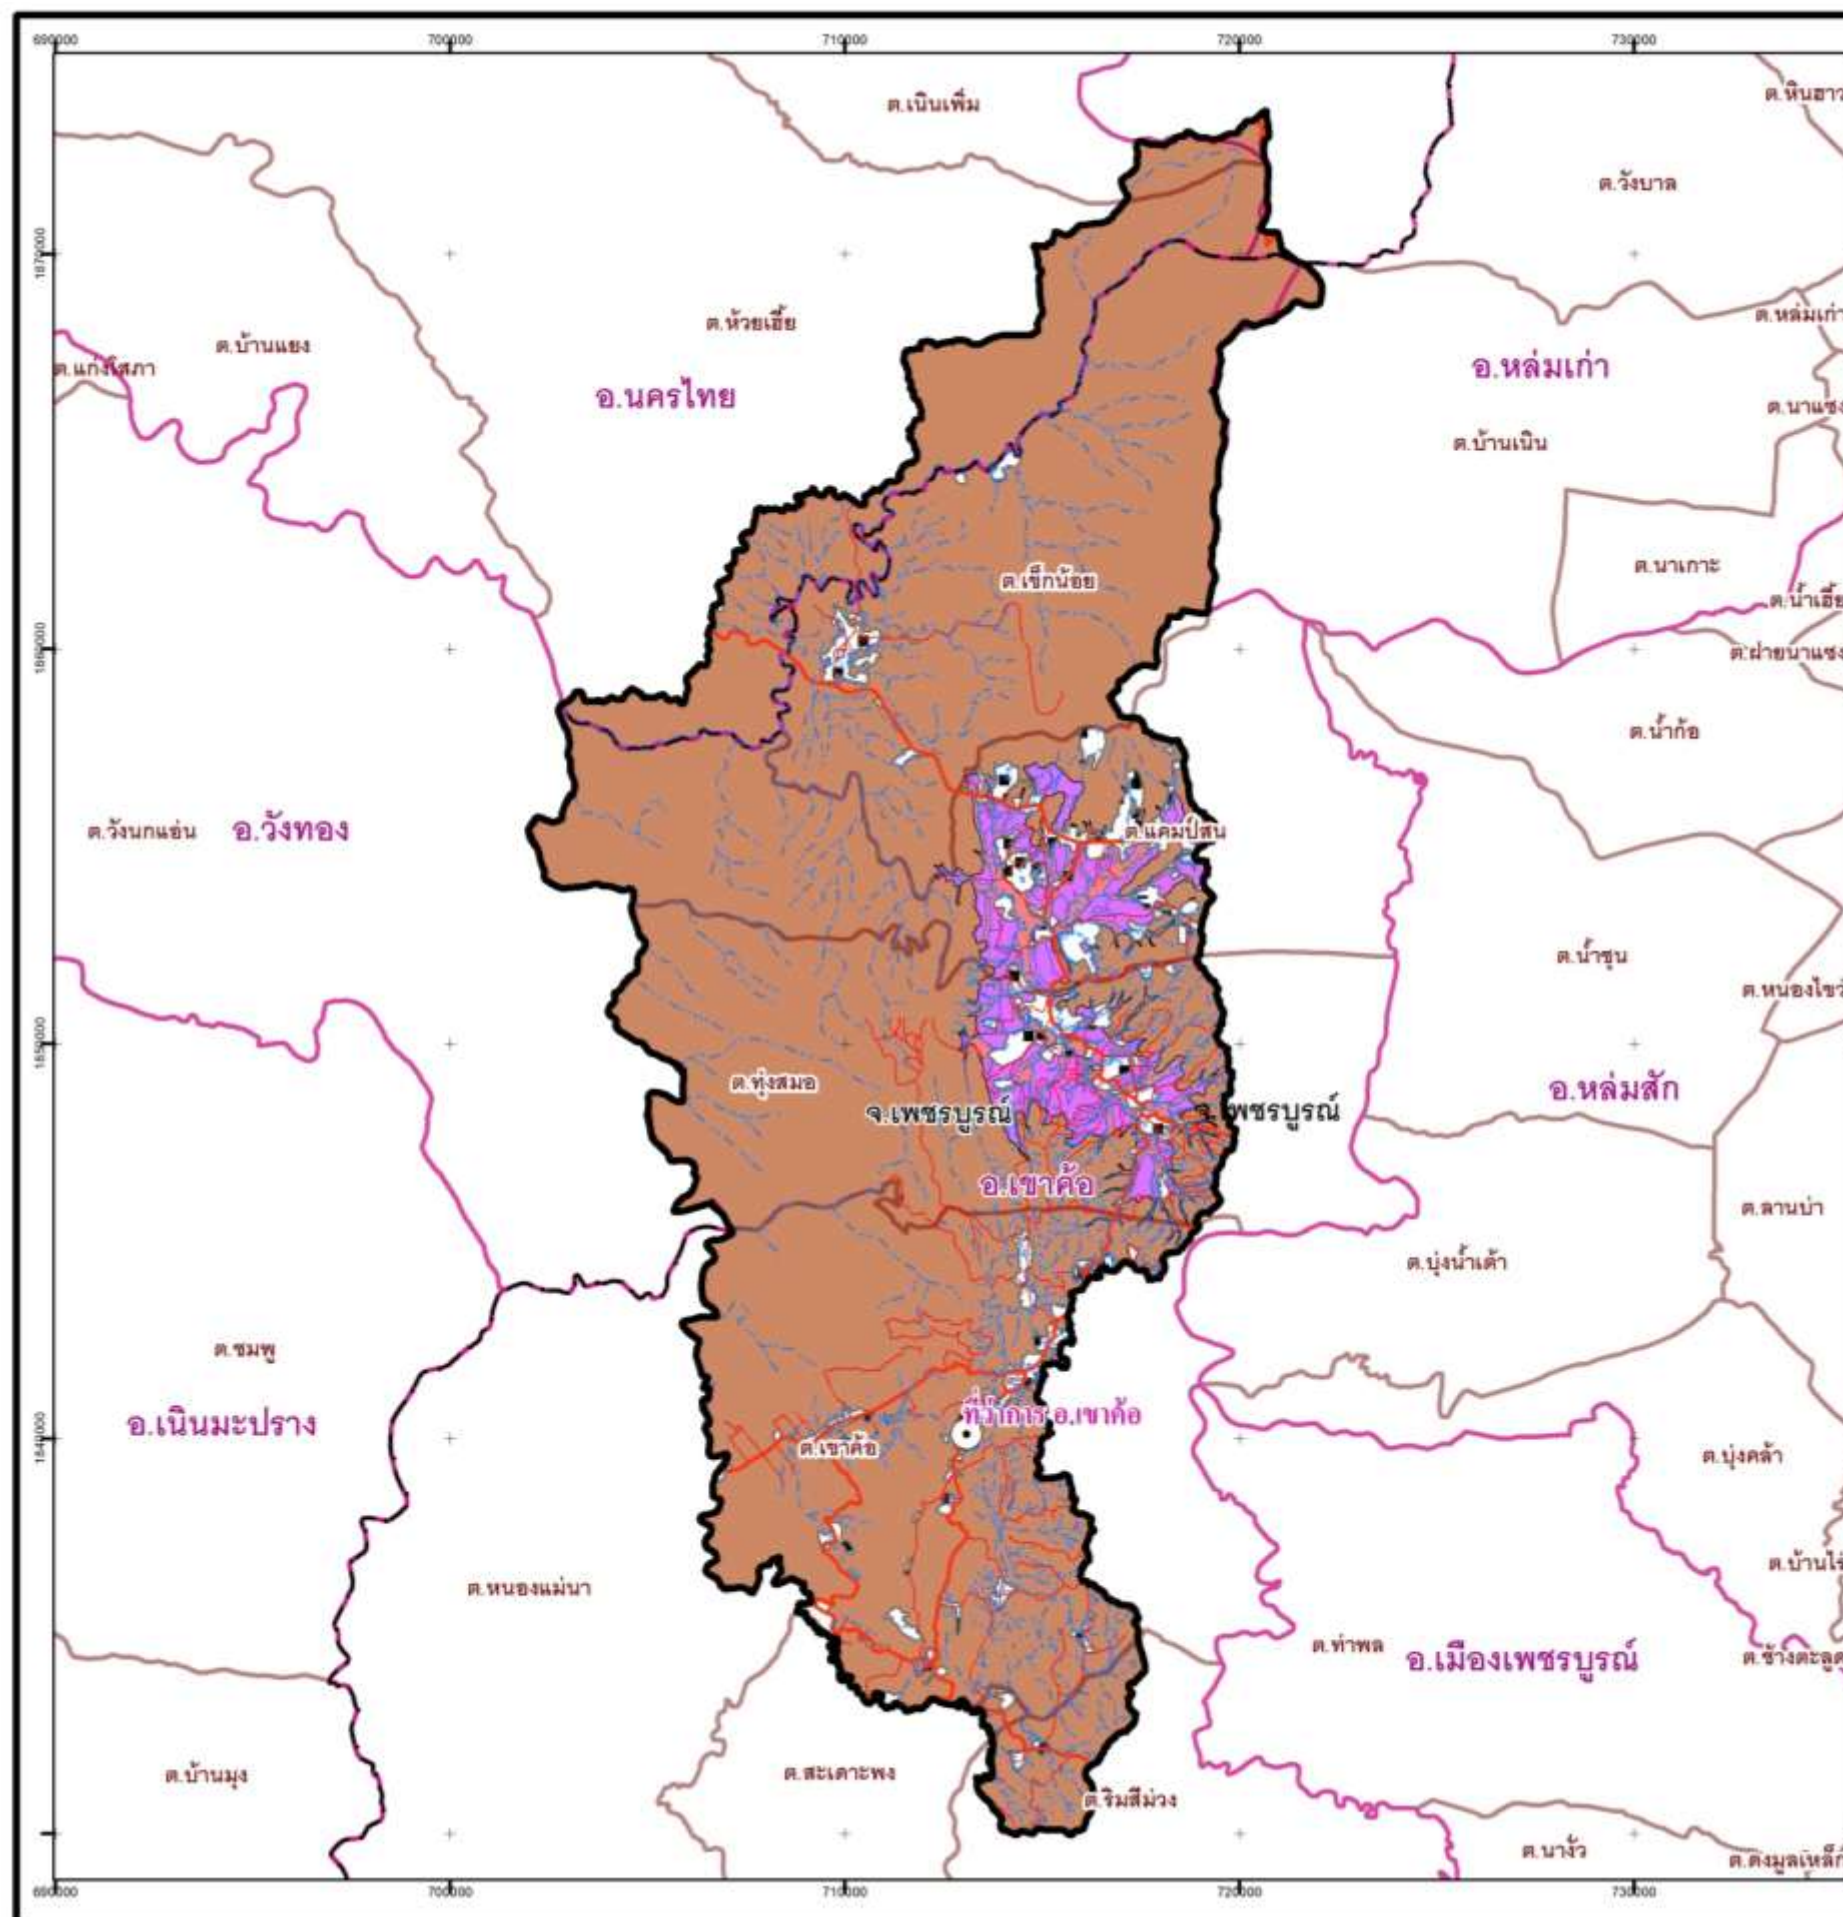 690000
700000
710000
720000
730000
ต.เนินเพิ่ม
ต.วังบาล
1870000
ต.ห้วยเฮี้ย
ต.บ้านแยง
ต.แก่งโสภา
อ.นครไทย
อ.หล่มเก่า
ต.บ้านเนิน
ต.นาเกาะ
ต.เข็กน้อย
1860000
ต.น้ำก้อ
ต.วังนกแอ่น
อ.วังทอง
ต.แคมป์สน
ต.น้ำชุน
1850000
ต.ทุ่งสมอ
จ.เพชรบูรณ์
จ.เพชรบูรณ์
อ.หล่มสัก
อ.เขาค้อ
ต.ลานบ่า
ต.บุ่งน้ำเต้า
ต.ชมพู
อ.เนินมะปราง
ที่ว่าการ อ.เขาค้อ
ต.เขาค้อ
1840000
ต.บุ่งคล้า
ต.หนองแม่นา
ต.ท่าพล
อ.เมืองเพชรบูรณ์
ต.บ้านมุง
ต.สะเดาะพง
ต.ริมสีม่วง
ต.นางั่ว
690000
700000
710000
720000
730000